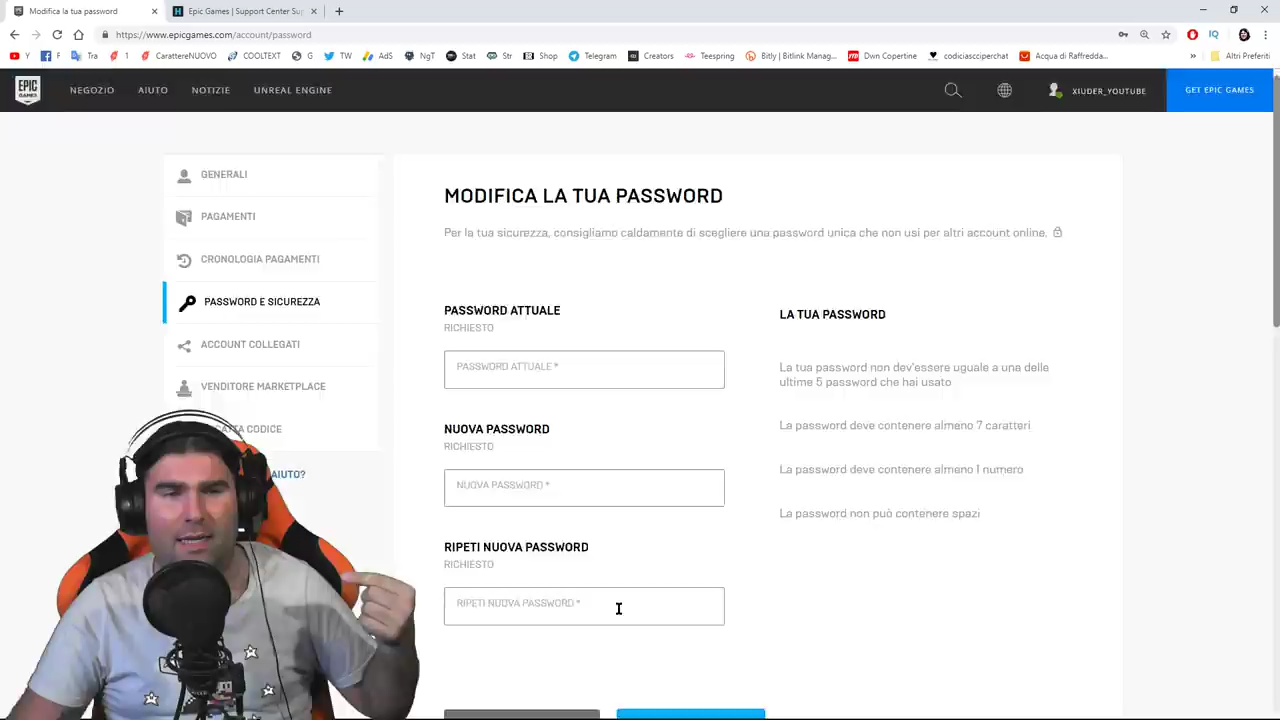 Modifica la tua password
Epic Games | Support Center Su
https://www.epicgames.com/account/password
Y
F
Tra
1
CarattereNUOVO
COOLTEXT
G
TW
AdS
NgT
Stat
Sp
Shop
Telegram
Creators
Teespring
Bitly | Bitlink Manag...
Dwn Copertine
codiciasciiperchat
Acqua di Raffredda...
»
Altri Preferiti
EPIC GAMES
NEGOZIO
AIUTO
NOTIZIE
UNREAL ENGINE
XIUDER_YOUTUBE
GET EPIC GAMES
GENERALI
PAGAMENTI
CRONOLOGIA PAGAMENTI
PASSWORD E SICUREZZA
ACCOUNT COLLEGATI
VENDITORE MARKETPLACE
CODICE
AIUTO?
MODIFICA LA TUA PASSWORD
Per la tua sicurezza, consigliamo caldamente di scegliere una password unica che non usi per altri account online.
PASSWORD ATTUALE
RICHIESTO
PASSWORD ATTUALE *
NUOVA PASSWORD
RICHIESTO
NUOVA PASSWORD *
RIPETI NUOVA PASSWORD
RICHIESTO
RIPETI NUOVA PASSWORD *
LA TUA PASSWORD
La tua password non dev'essere uguale a una delle
ultime 5 password che hai usato
La password deve contenere almeno 7 caratteri
La password deve contenere almeno 1 numero
La password non può contenere spazi